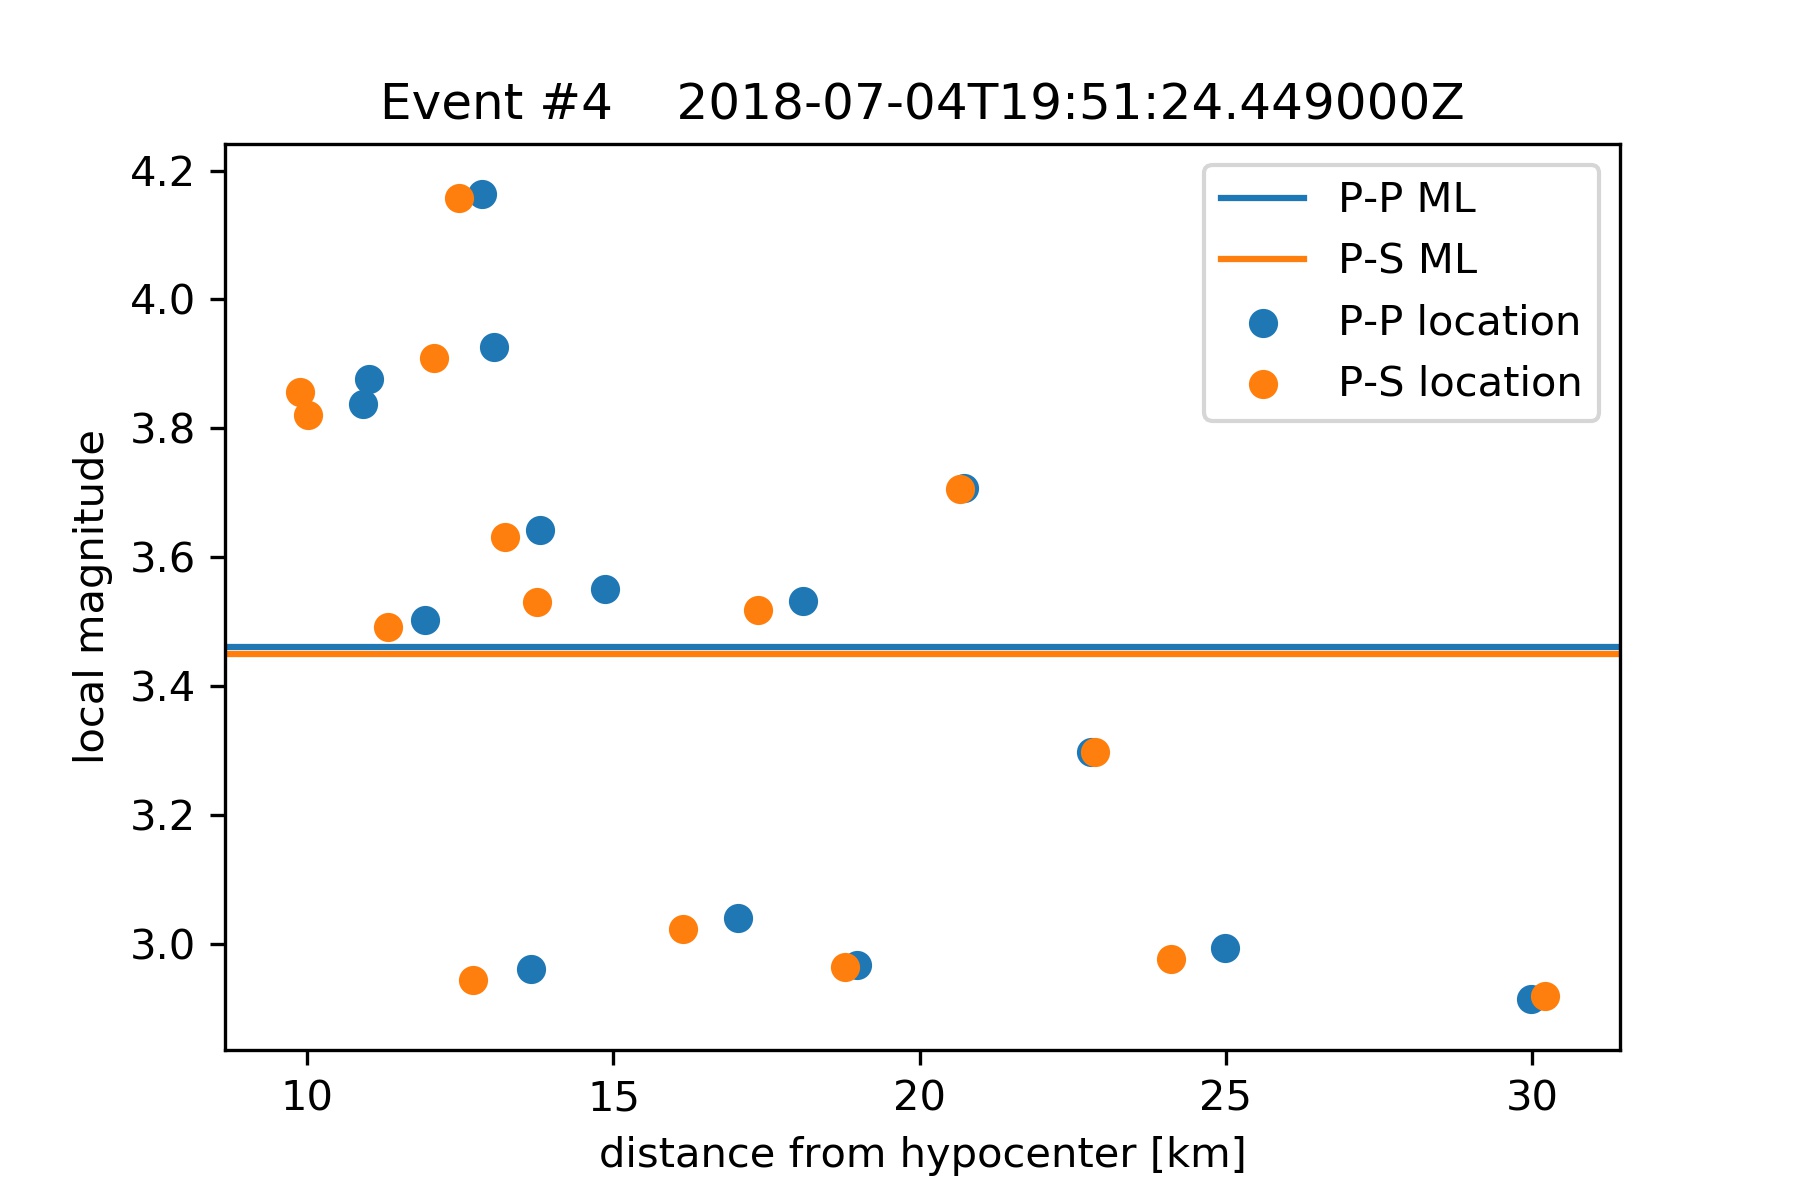 Event #4    2018-07-04T19:51:24.449000Z
P-P ML
P-S ML
P-P location
P-S location
local magnitude
4.2
4.0
3.8
3.6
3.4
3.2
3.0
10 15 20 25 30
distance from hypocenter [km]